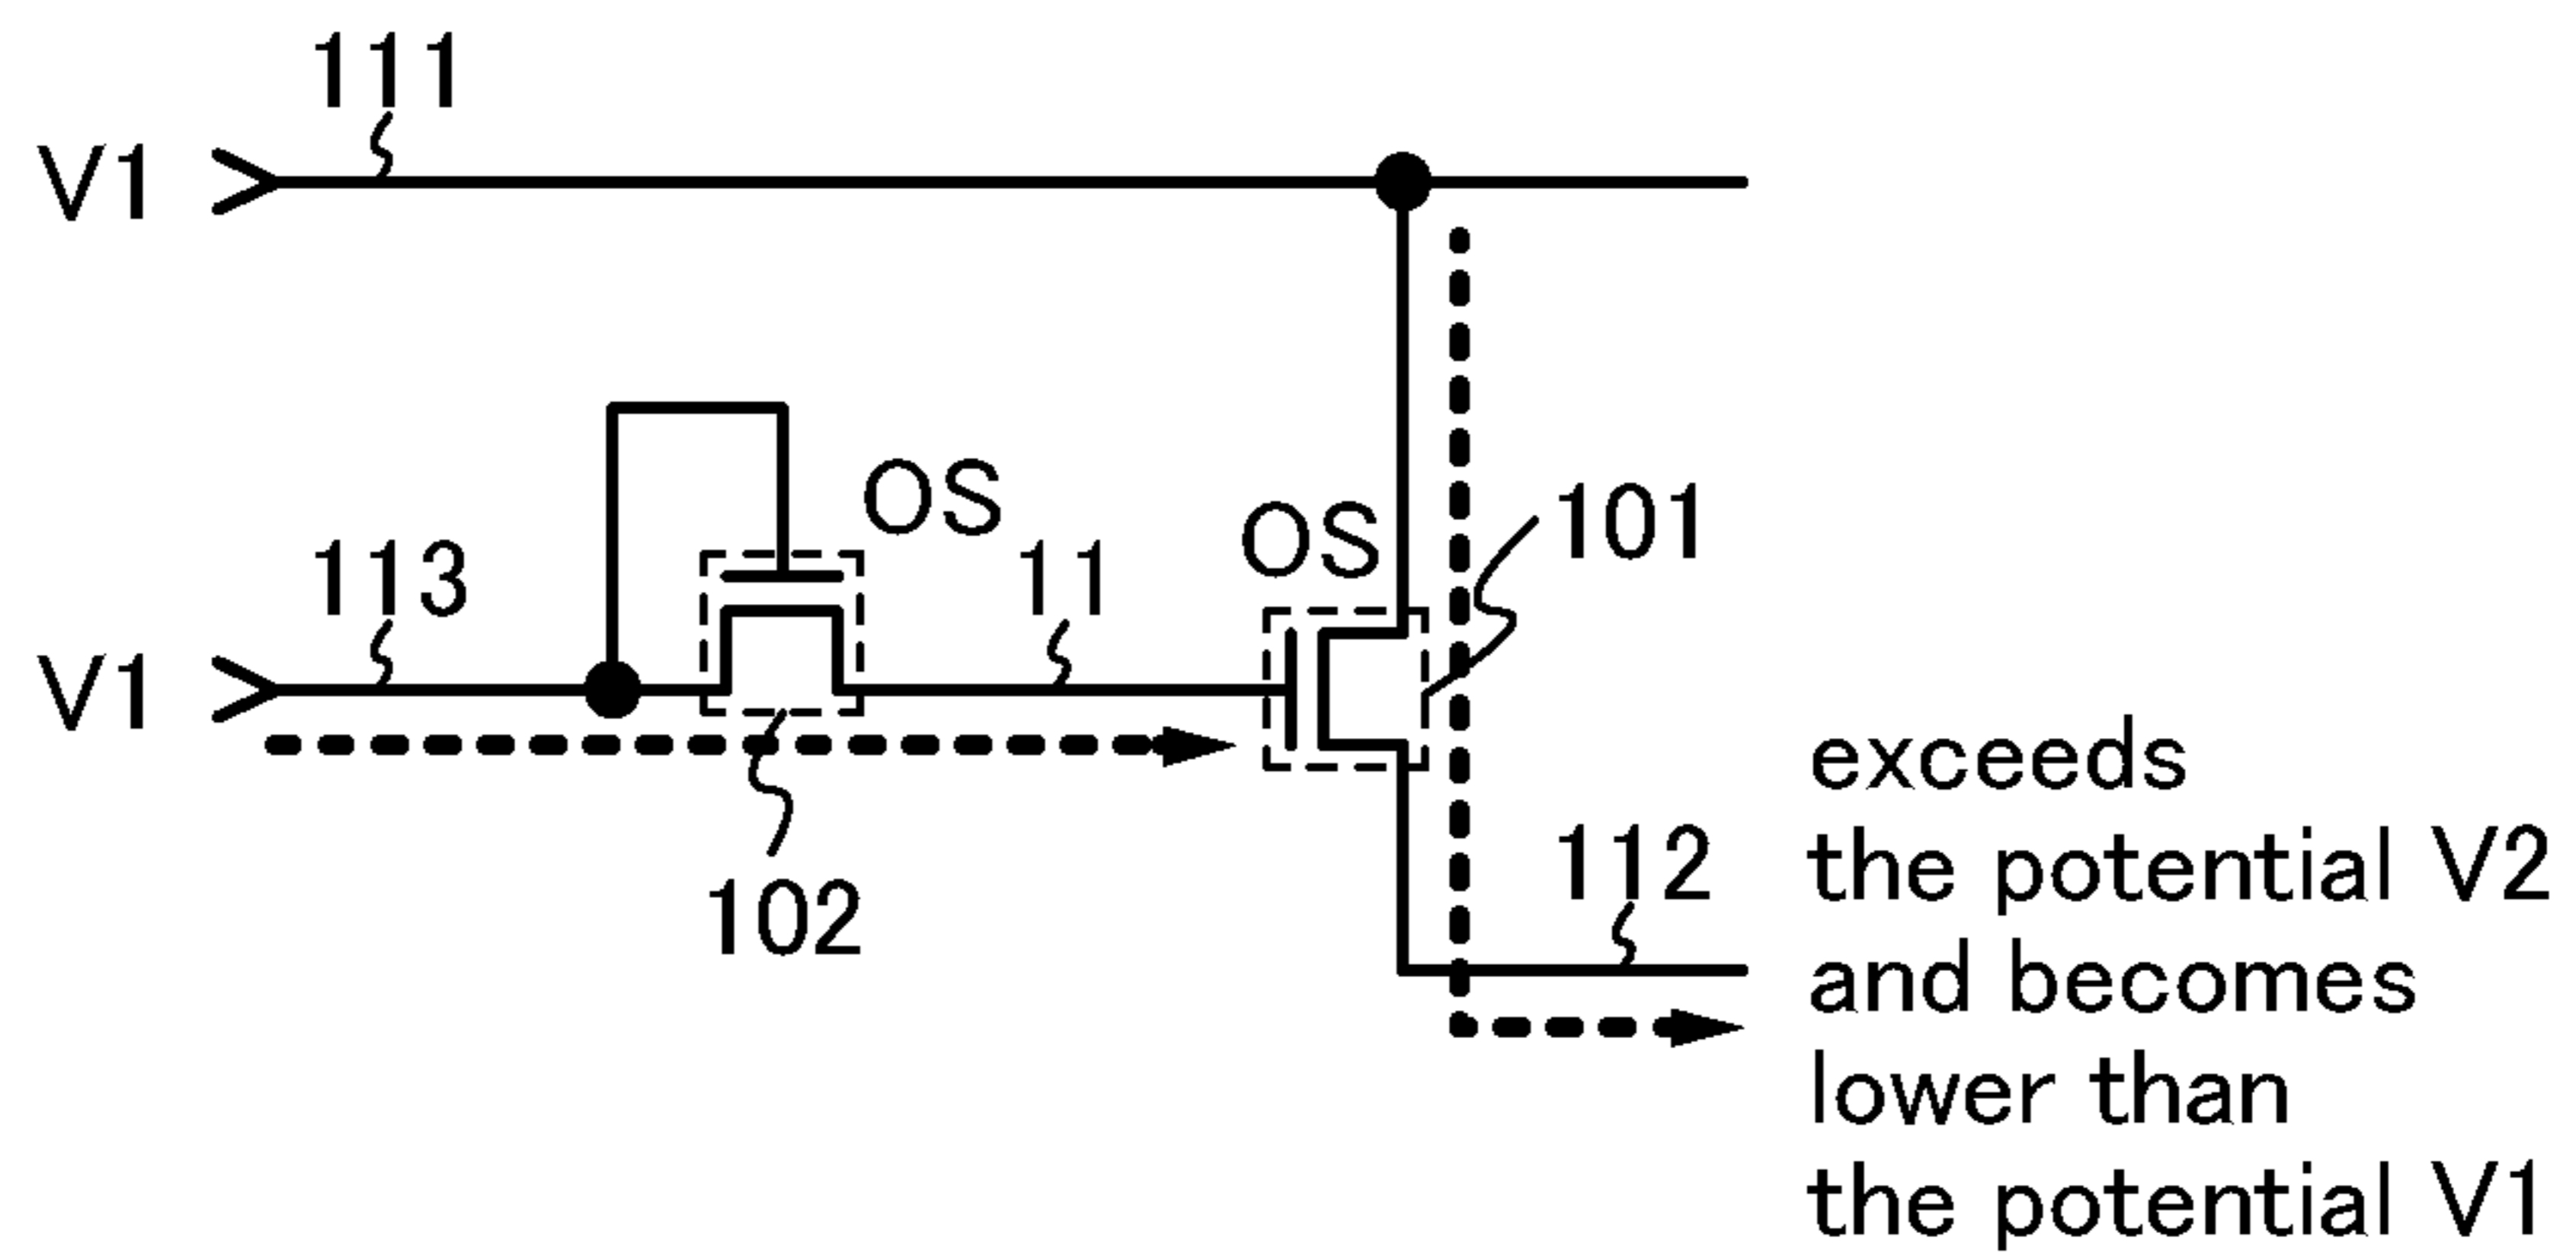 111
V1
OS
OS
101
113
11
V1
102
112
exceeds
the potential V2
and becomes
lower than
the potential V1